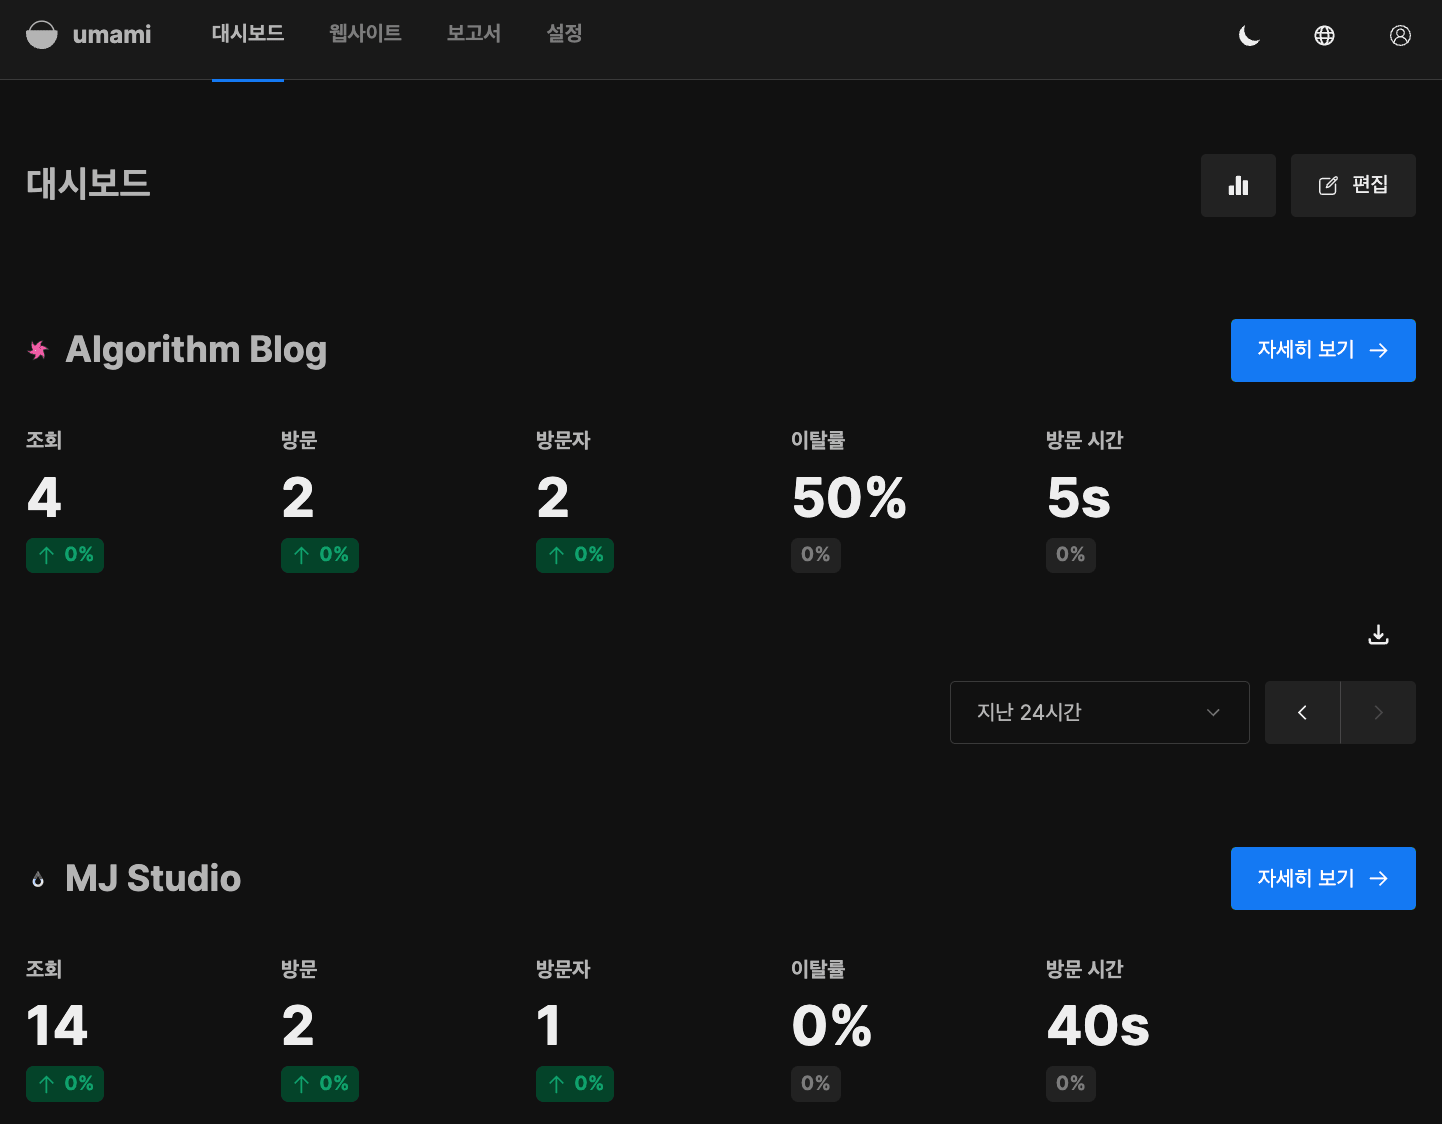 umami 대시보드 웹사이트 보고서 설정
대시보드
편집
Algorithm Blog
자세히 보기
조회 방문 방문자 이탈률 방문 시간
4 2 2 50% 5s
0% 0% 0% 0% 0%
지난 24시간
MJ Studio
자세히 보기
조회 방문 방문자 이탈률 방문 시간
14 2 1 0% 40s
0% 0% 0% 0% 0%